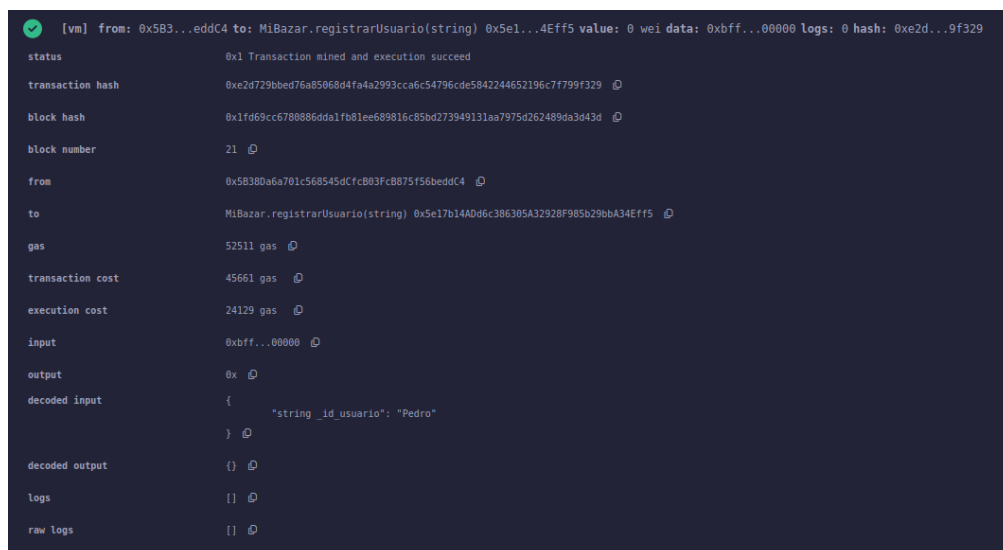 [vm] from: 0x5B3...eddC4 to: MiBazar.registrarUsuario(string) 0x5e1...4Eff5 value: 0 wei data: 0xbff...00000 logs: 0 hash: 0xe2d...9f329
status 0x1 Transaction mined and execution succeed
transaction hash 0xe2d729bbed76a85068d4fa4a2993cca6c54796cde5842244652196c7f799f329
block hash 0x1fd69cc6780886dda1fb81ee689816c85bd273949131aa7975d262489da3d43d
block number 21
from 0x5B38Da6a701c568545dCfcB03FcB875f56beddC4
to MiBazar.registrarUsuario(string) 0x5e17b14ADd6c386305A32928F985b29bbA34Eff5
gas 52511 gas
transaction cost 45661 gas
execution cost 24129 gas
input 0xbff...00000
output 0x
decoded input {
"string _id_usuario": "Pedro"
}
decoded output {}
logs []
raw logs []